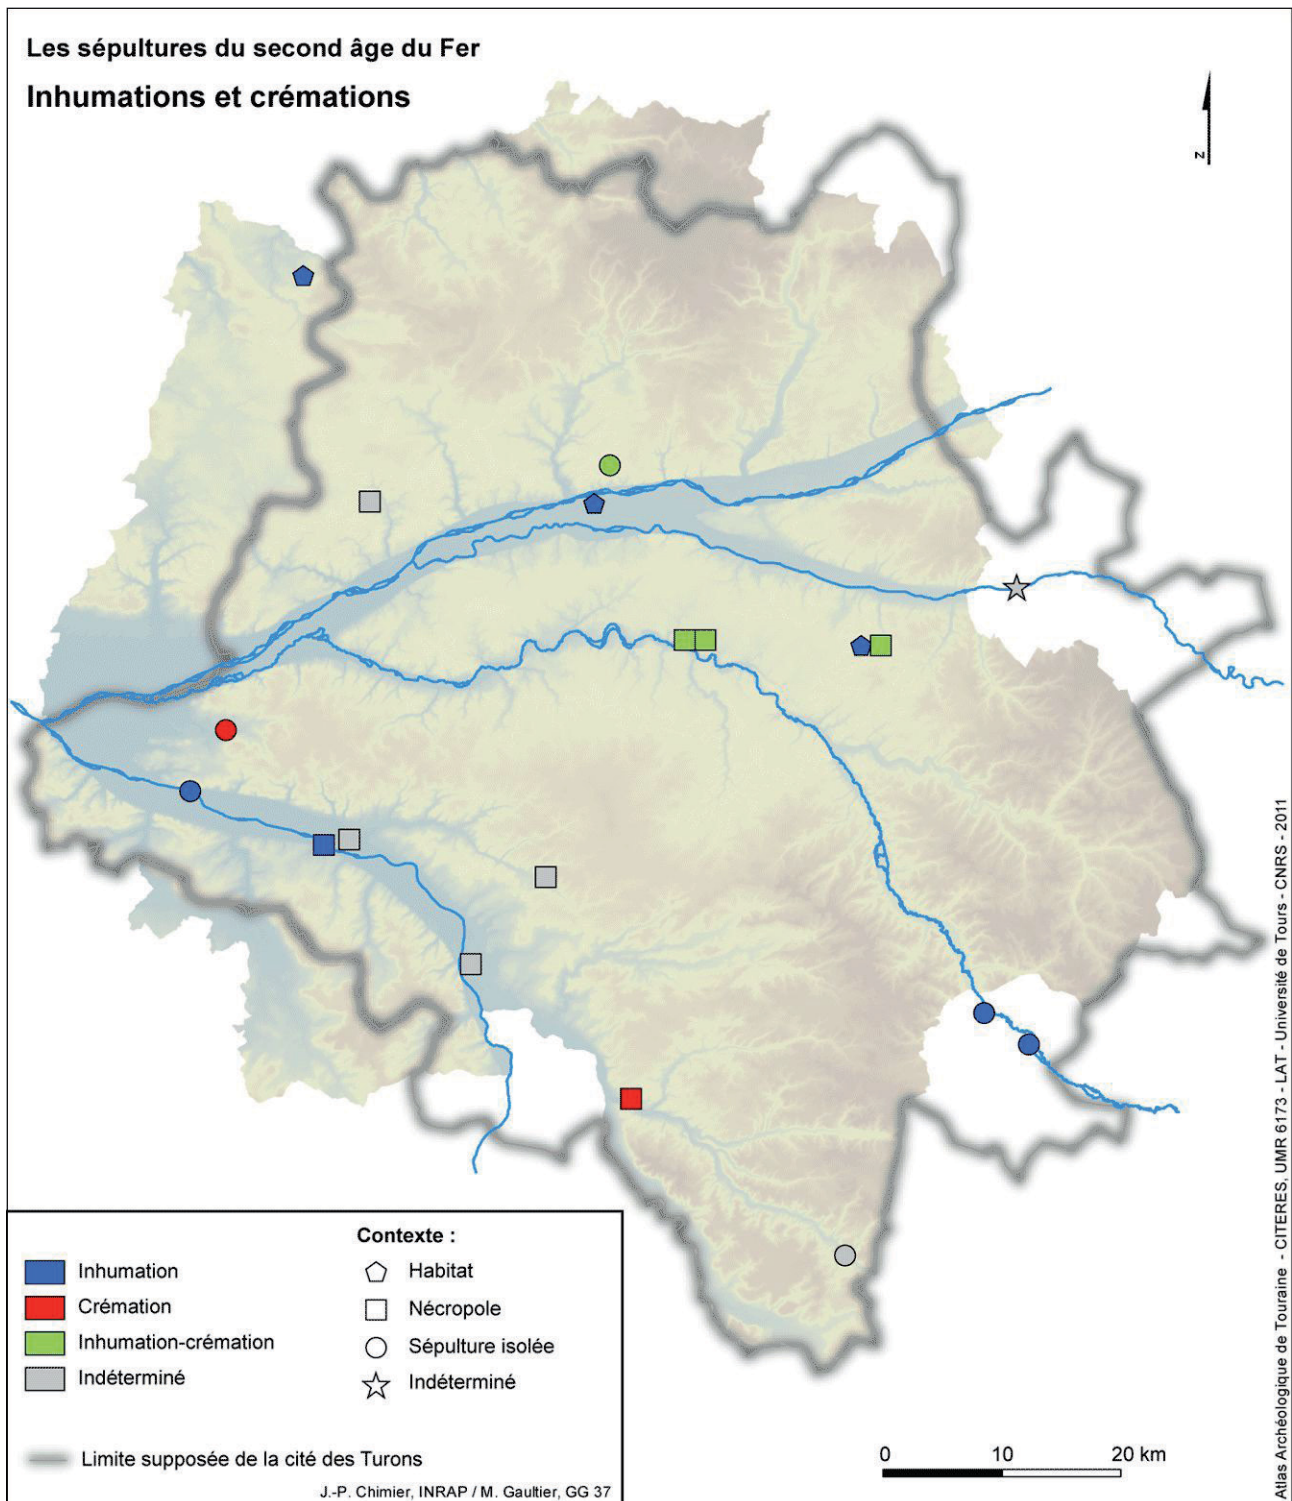 Les sépultures du second âge du Fer
Inhumations et crémations
N
Contexte :
Inhumation
Crémation
Inhumation-crémation
Indéterminé
Habitat
Nécropole
Sépulture isolée
Indéterminé
Limite supposée de la cité des Turons
J.-P. Chimier, INRAP / M. Gaultier, GG 37
0 10 20 km
Atlas Archéologique de Touraine - CITERES, UMR 6173 - LAT - Université de Tours - CNRS - 2011